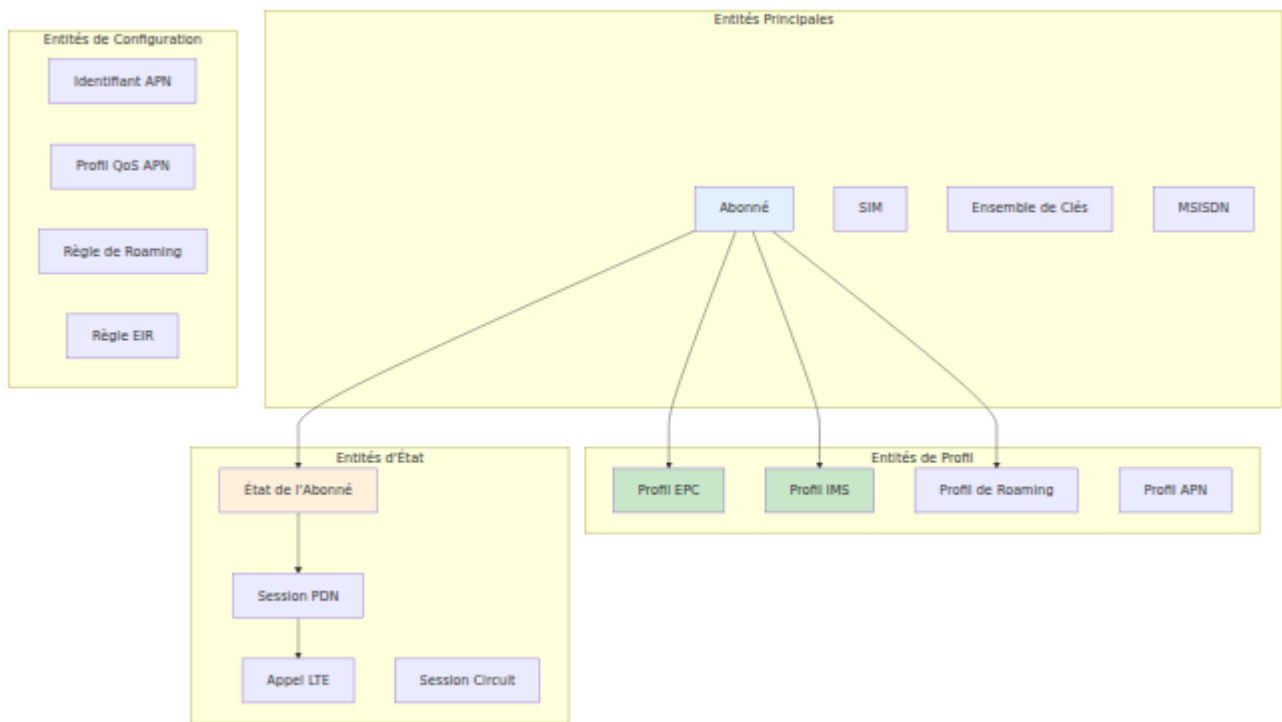 Entités Principales
Entités de Configuration
Identifiant APN
Profil QoS APN
Règle de Roaming
Règle EIR
Abonné
SIM
Ensemble de Clés
MSISDN
Entités d'État
État de l'Abonné
Session PDN
Appel LTE
Session Circuit
Entités de Profil
Profil EPC
Profil IMS
Profil de Roaming
Profil APN